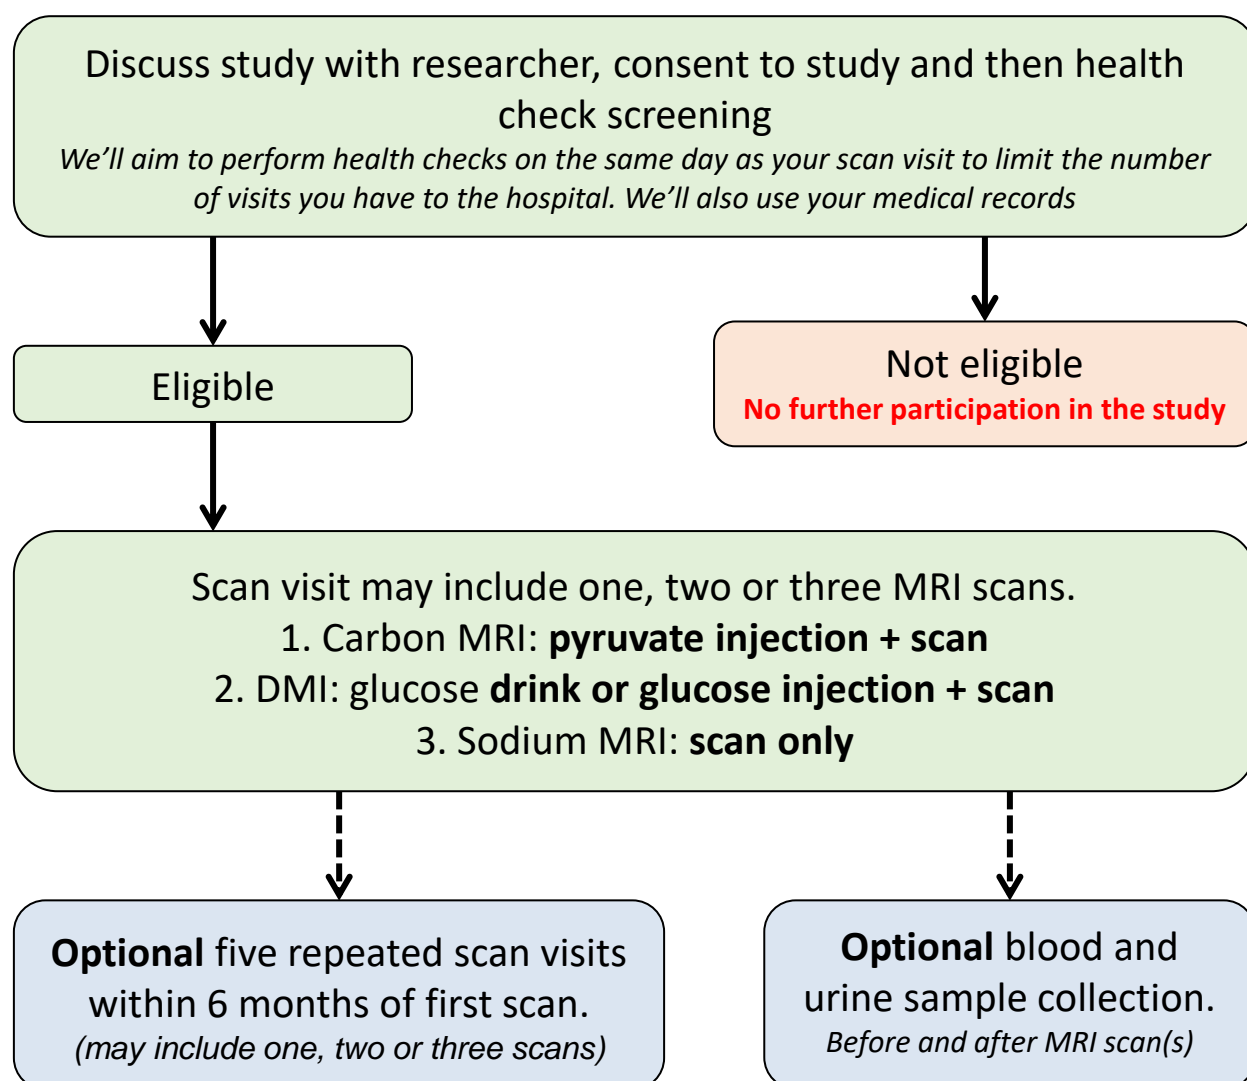 Discuss study with researcher, consent to study and then health
check screening
We’ll aim to perform health checks on the same day as your scan visit to limit the number
of visits you have to the hospital. We’ll also use your medical records
Eligible
Not eligible
No further participation in the study
Scan visit may include one, two or three MRI scans.
1. Carbon MRI: pyruvate injection + scan
2. DMI: glucose drink or glucose injection + scan
3. Sodium MRI: scan only
Optional five repeated scan visits
within 6 months of first scan.
(may include one, two or three scans)
Optional blood and
urine sample collection.
Before and after MRI scan(s)